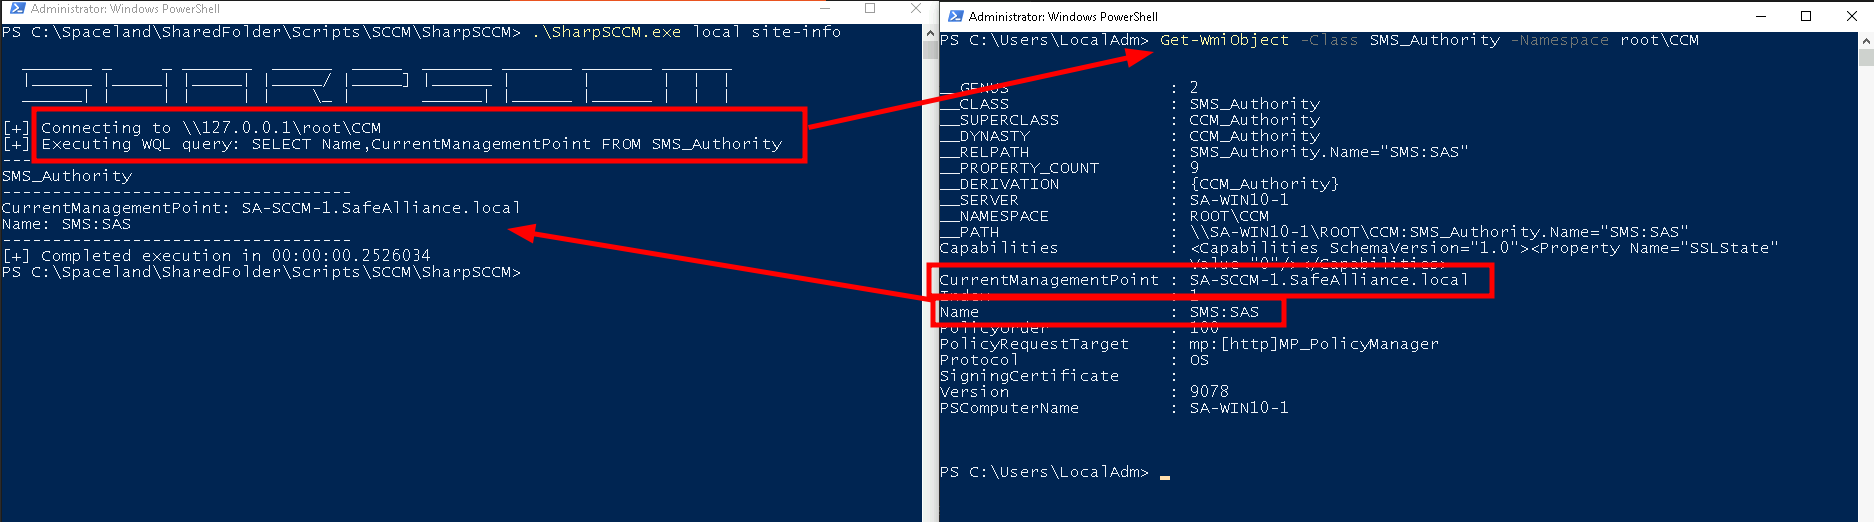 Administrator: Windows PowerShell
PS C:\Spaceland\SharedFolder\Scripts\SCCM\SharpSCCM> .\SharpSCCM.exe local site-info
SHARPSCCM
[+] Connecting to \\127.0.0.1\root\CCM
[+] Executing WQL query: SELECT Name,CurrentManagementPoint FROM SMS_Authority
---
SMS_Authority
-----------------------------------
CurrentManagementPoint: SA-SCCM-1.SafeAlliance.local
Name: SMS:SAS
-----------------------------------
[+] Completed execution in 00:00:00.2526034
PS C:\Spaceland\SharedFolder\Scripts\SCCM\SharpSCCM>
Administrator: Windows PowerShell
PS C:\Users\LocalAdm> Get-WmiObject -Class SMS_Authority -Namespace root\CCM
__GENUS : 2
__CLASS : SMS_Authority
__SUPERCLASS : CCM_Authority
__DYNASTY : CCM_Authority
__RELPATH : SMS_Authority.Name="SMS:SAS"
__PROPERTY_COUNT : 9
__DERIVATION : {CCM_Authority}
__SERVER : SA-WIN10-1
__NAMESPACE : ROOT\CCM
__PATH : \\SA-WIN10-1\ROOT\CCM:SMS_Authority.Name="SMS:SAS"
Capabilities : <Capabilities SchemaVersion="1.0"><Property Name="SSLState"
Value="0"/></Capabilities>
CurrentManagementPoint : SA-SCCM-1.SafeAlliance.local
Index : 1
Name : SMS:SAS
PolicyOrder : 100
PolicyRequestTarget : mp:[http]MP_PolicyManager
Protocol : OS
SigningCertificate :
Version : 9078
PSComputerName : SA-WIN10-1
PS C:\Users\LocalAdm>